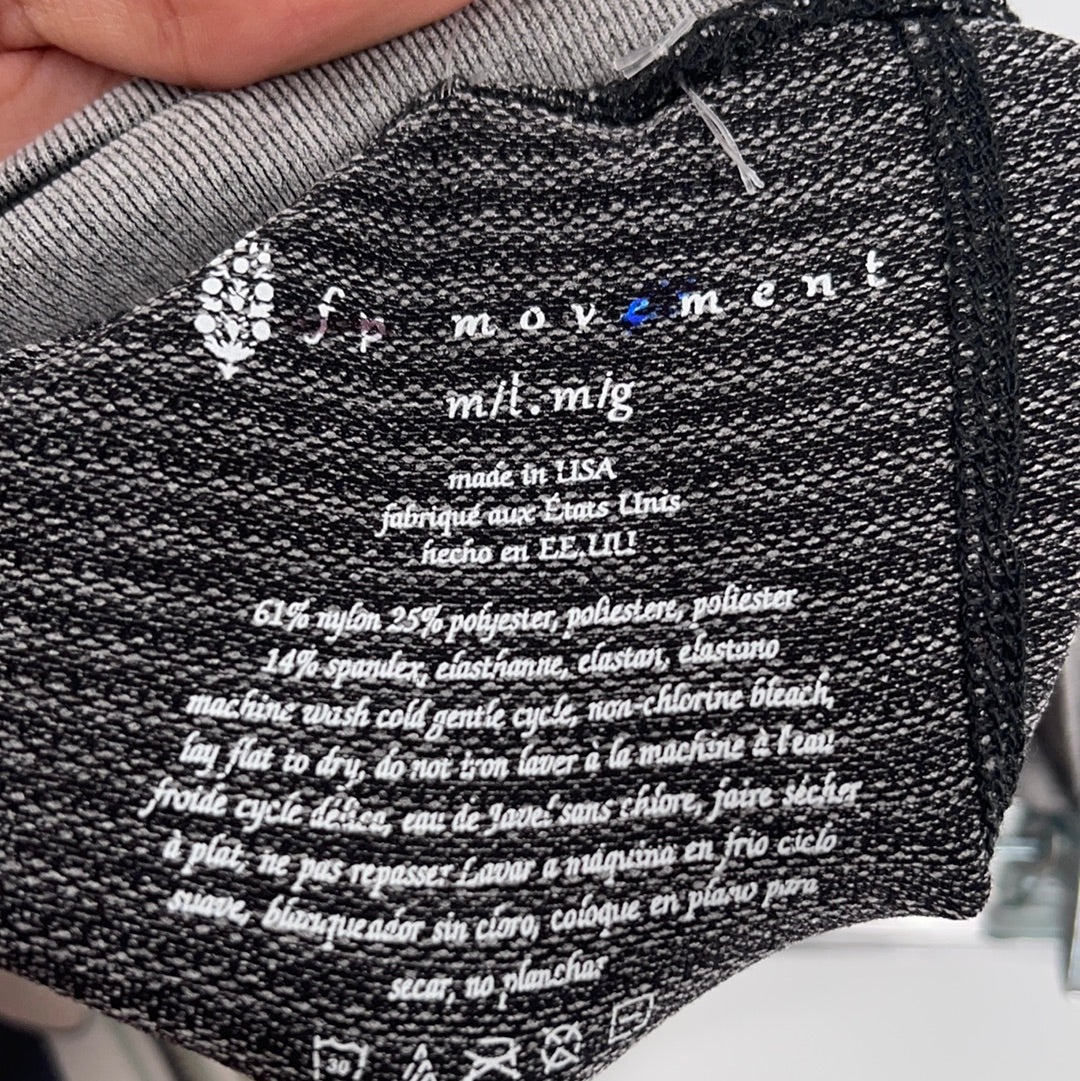 fp movement
m/l . m/g
made in USA
fabriqué aux États Unis
hecho en EE.UU
61% nylon 25% polyester, poliestere, poliéster
14% spandex, elasthanne, elastan, elastano
machine wash cold gentle cycle, non-chlorine bleach,
lay flat to dry, do not iron laver à la machine à l'eau
froide cycle délica, eau de Javel sans chlore, faire sécher
à plat, ne pas repasser Lavar a máquina en frio ciclo
suave, blanqueador sin cloro, coloque en plano para
secar, no planchar
30